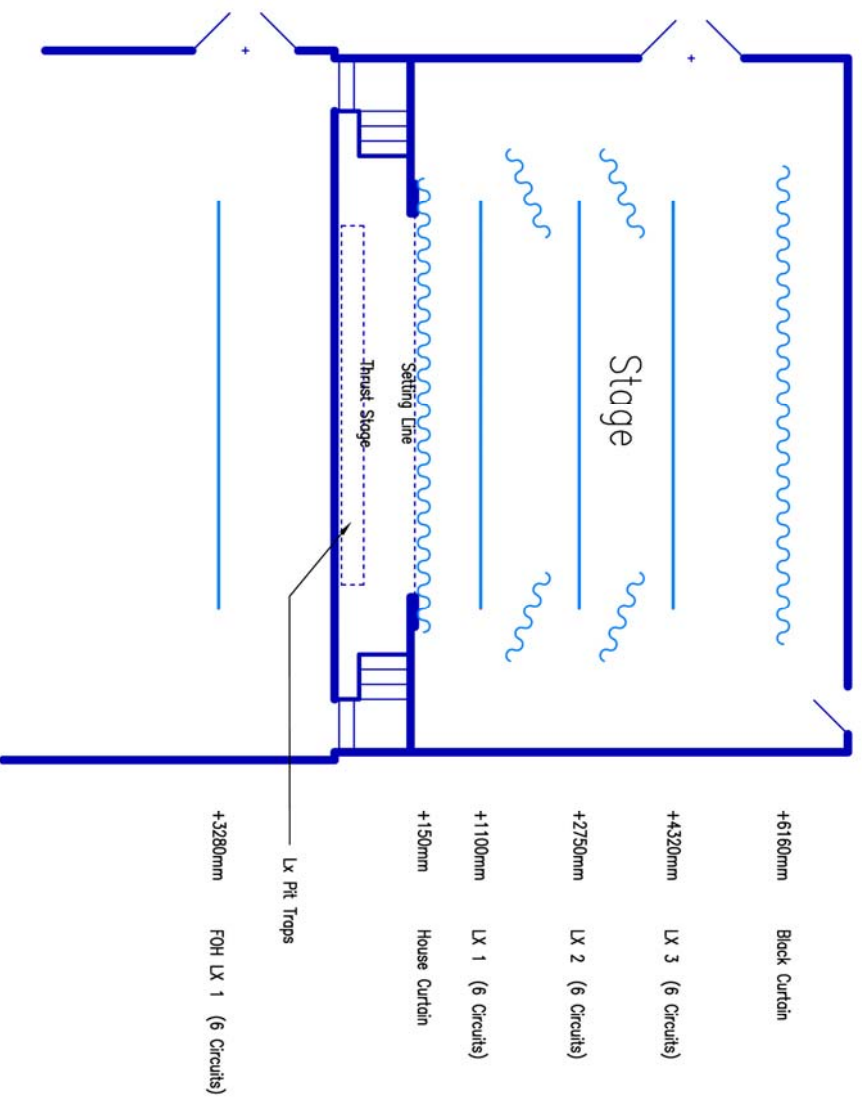 +6160mm Black Curtain
+4320mm LX 3 (6 Circuits)
+2750mm LX 2 (6 Circuits)
+1100mm LX 1 (6 Circuits)
+150mm House Curtain
Lx Pit Traps
+3280mm FOH LX 1 (6 Circuits)
Stage
Setting Line
Thrust Stage